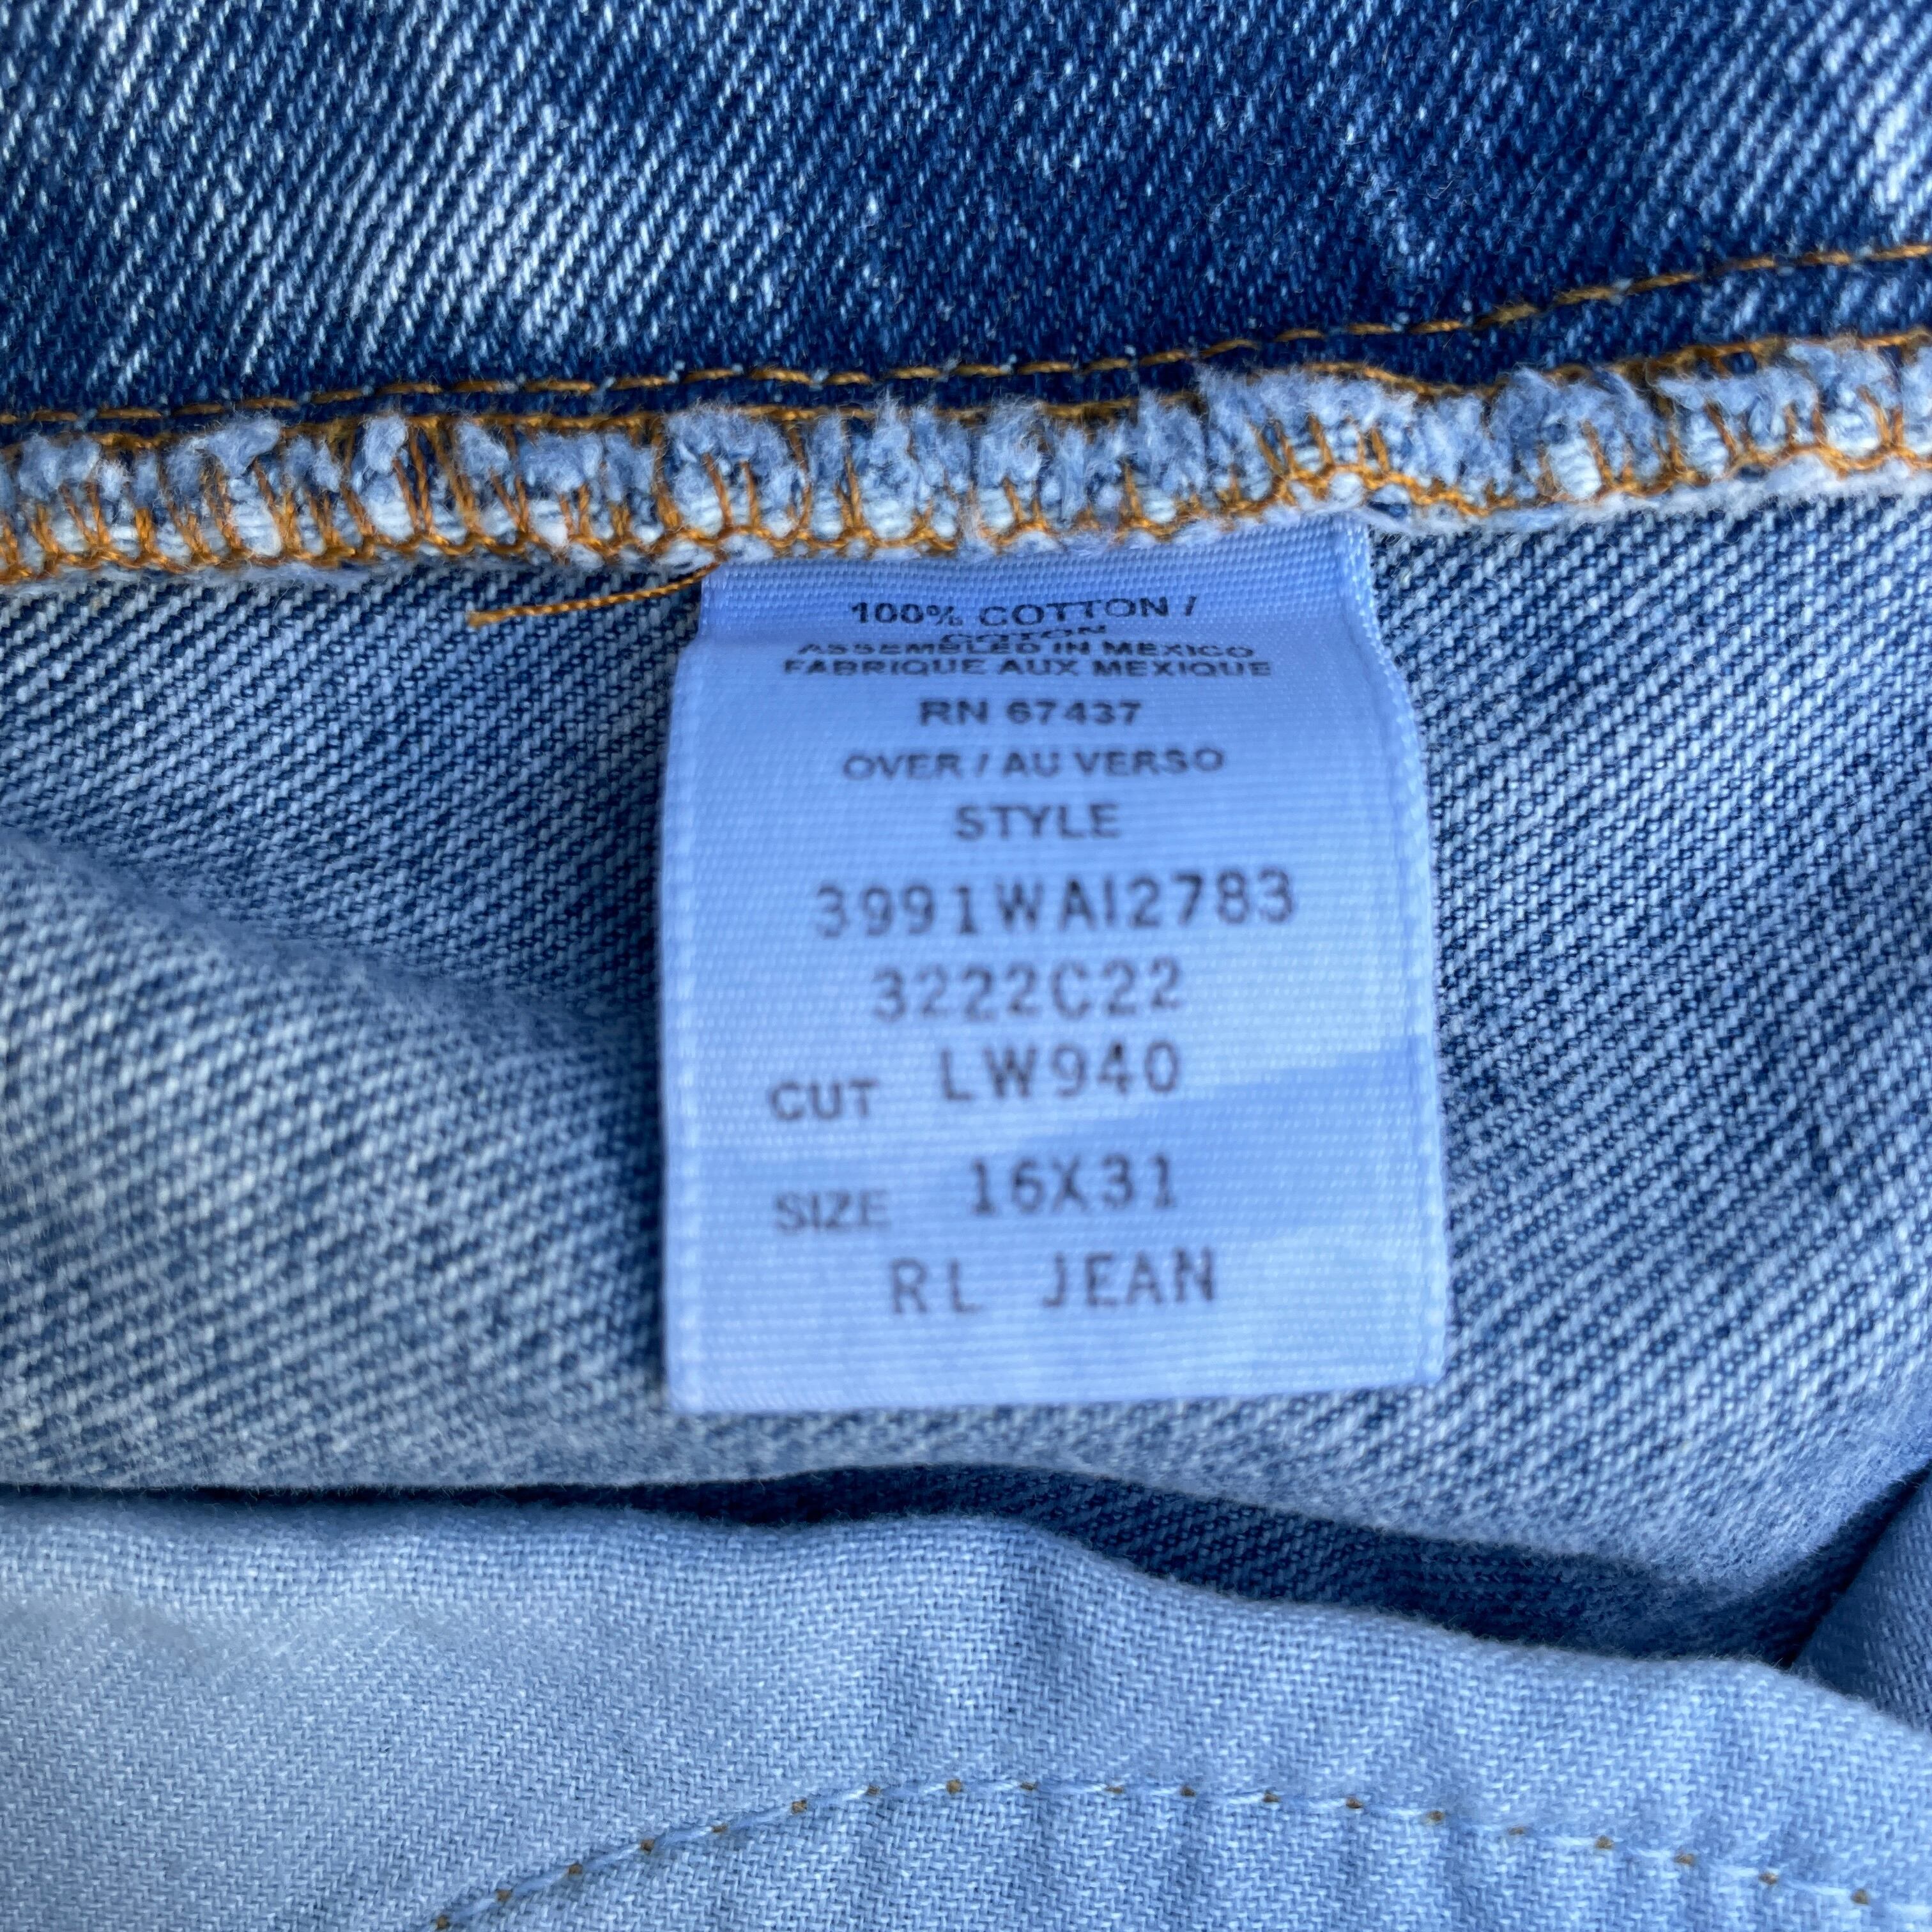 100% COTTON /
COTON
ASSEMBLED IN MEXICO
FABRIQUE AUX MEXIQUE
RN 67437
OVER / AU VERSO
STYLE
3991WAI2783
3222C22
CUT LW940
SIZE 16X31
RL JEAN